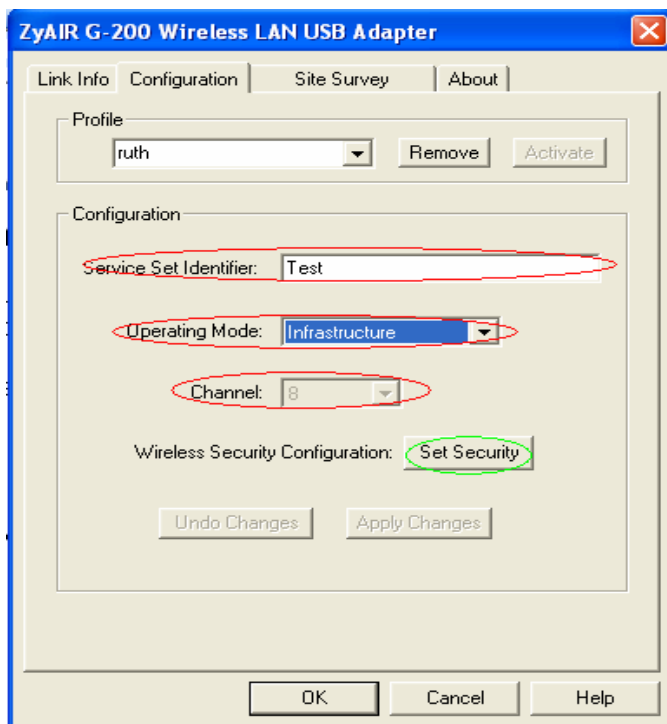 ZyAIR G-200 Wireless LAN USB Adapter
Link Info Configuration Site Survey About
Profile
ruth Remove Activate
Configuration
Service Set Identifier: Test
Operating Mode: Infrastructure
Channel: 8
Wireless Security Configuration: Set Security
Undo Changes Apply Changes
OK Cancel Help